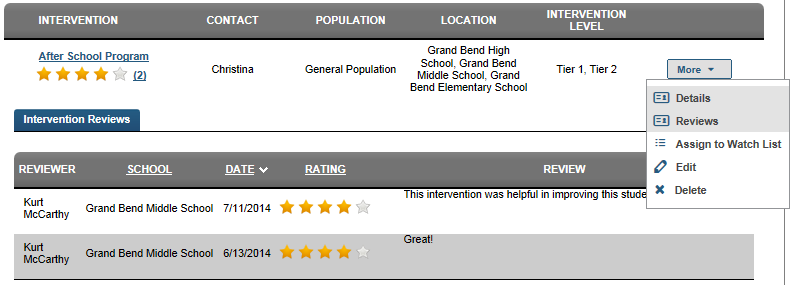 INTERVENTION CONTACT POPULATION LOCATION INTERVENTION LEVEL
After School Program
(2)
Christina
General Population
Grand Bend High
School, Grand Bend
Middle School, Grand
Bend Elementary School
Tier 1, Tier 2
More
Details
Reviews
Assign to Watch List
Edit
Delete
Intervention Reviews
REVIEWER SCHOOL DATE RATING REVIEW
Kurt
McCarthy
Grand Bend Middle School 7/11/2014
This intervention was helpful in improving this
Kurt
McCarthy
Grand Bend Middle School 6/13/2014
Great!